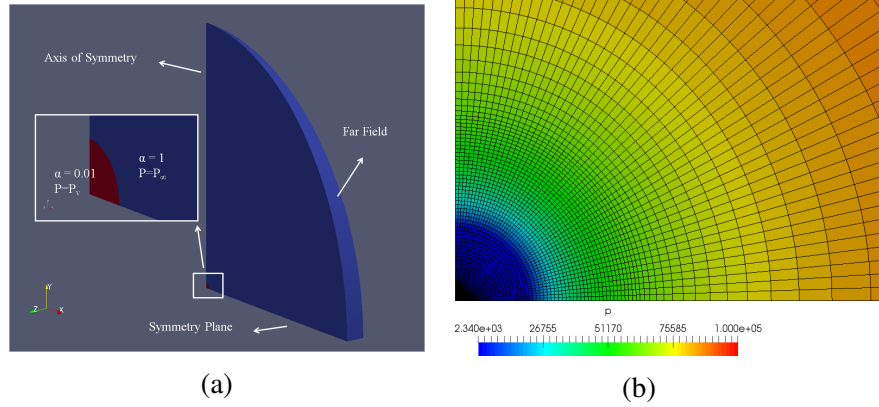 Axis of Symmetry
Far Field
α = 0.01
P=Pᵥ
α = 1
P=P∞
Y
Z
X
Symmetry Plane
(a)
p
2.340e+03 26755 51170 75585 1.000e+05
(b)